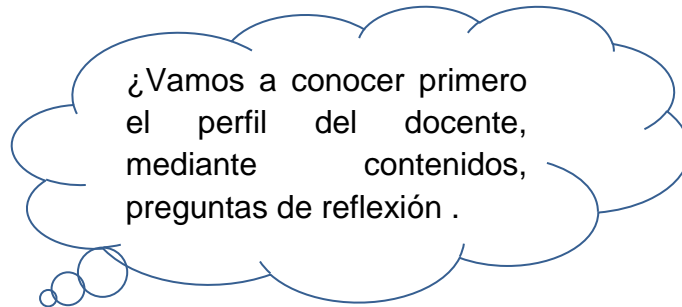 ¿Vamos a conocer primero
el perfil del docente,
mediante contenidos,
preguntas de reflexión .